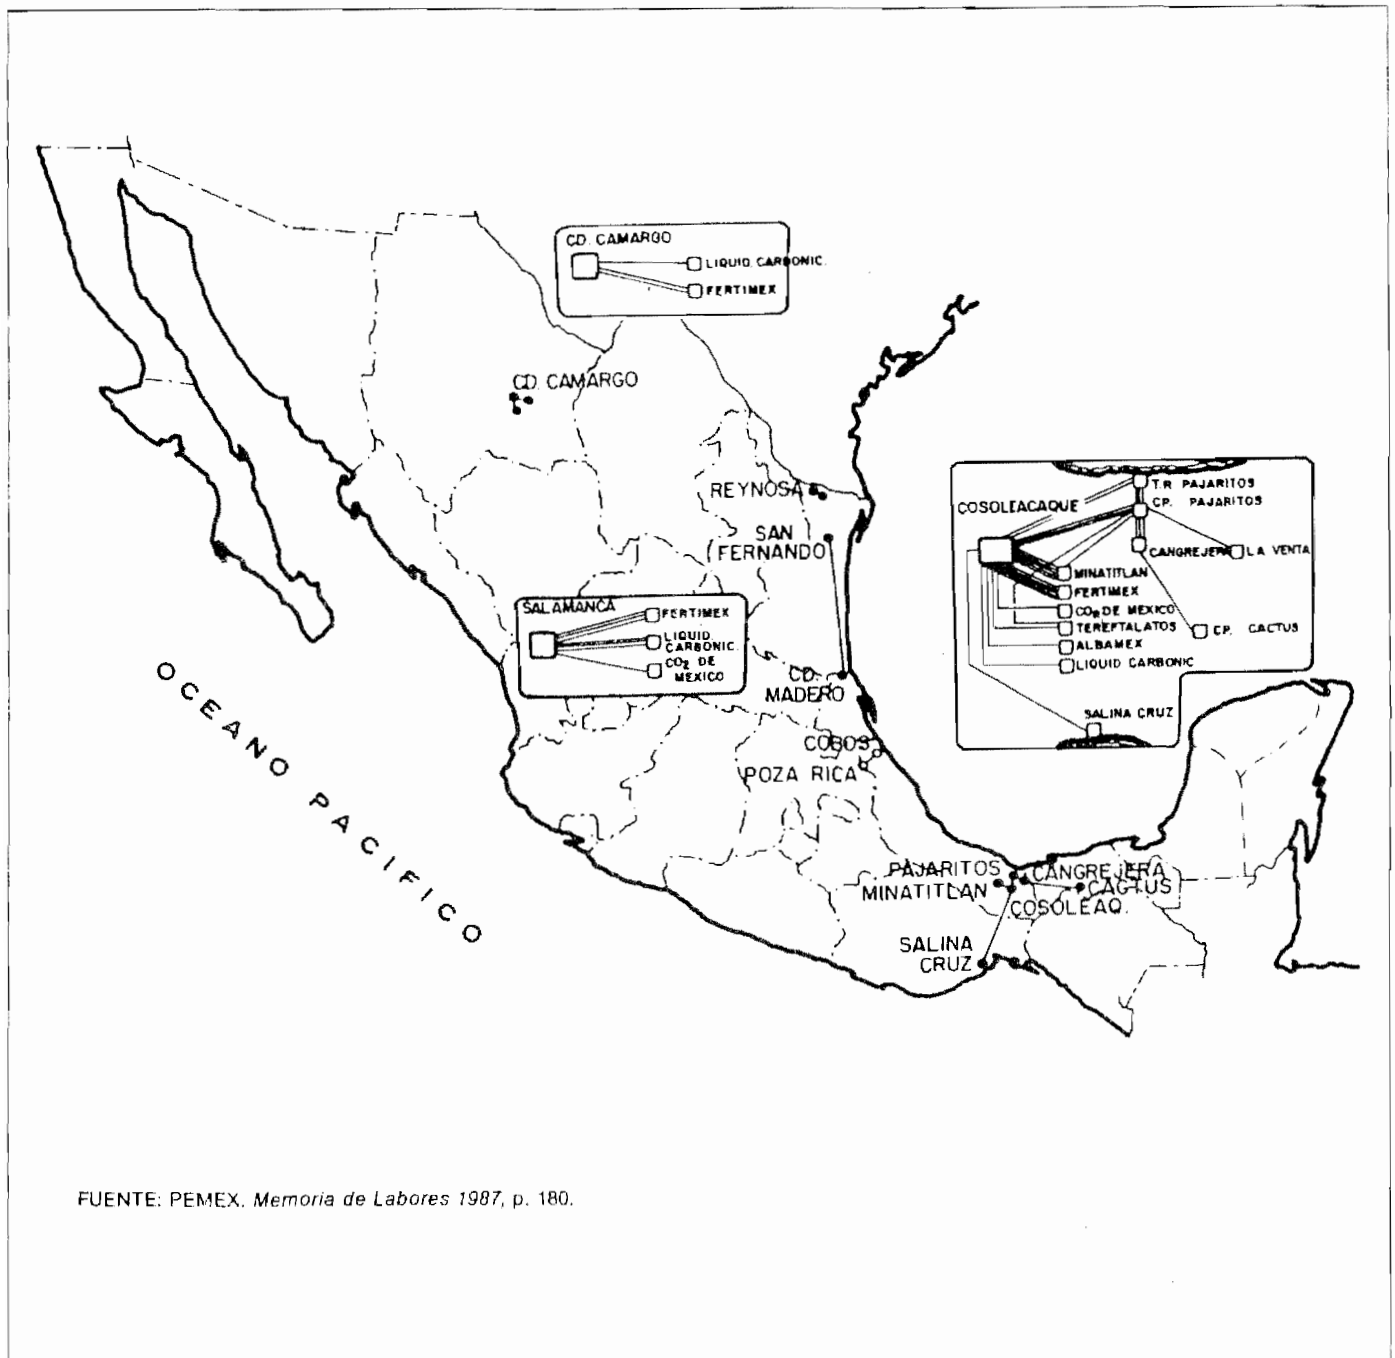 CD. CAMARGO
LIQUID. CARBONIC.
FERTIMEX
CD. CAMARGO
REYNOSA
SAN
FERNANDO
COSOLEACAQUE
T.R. PAJARITOS
CP. PAJARITOS
CANGREJERA
LA VENTA
MINATITLAN
FERTIMEX
CO2 DE MEXICO
TEREFTALATOS
CP. CACTUS
ALBAMEX
LIQUID CARBONIC
SALINA CRUZ
SALAMANCA
FERTIMEX
LIQUID.
CARBONIC.
CO2 DE
MEXICO
CD.
MADERO
COBOS
POZA RICA
OCEANO PACIFICO
PAJARITOS
CANGREJERA
MINATITLAN
CACTUS
COSOLEAQ.
SALINA
CRUZ
FUENTE: PEMEX. Memoria de Labores 1987, p. 180.